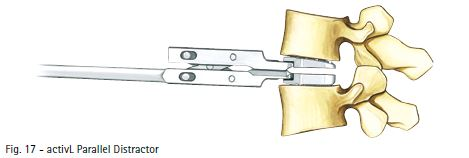 Fig. 17 – activL Parallel Distractor